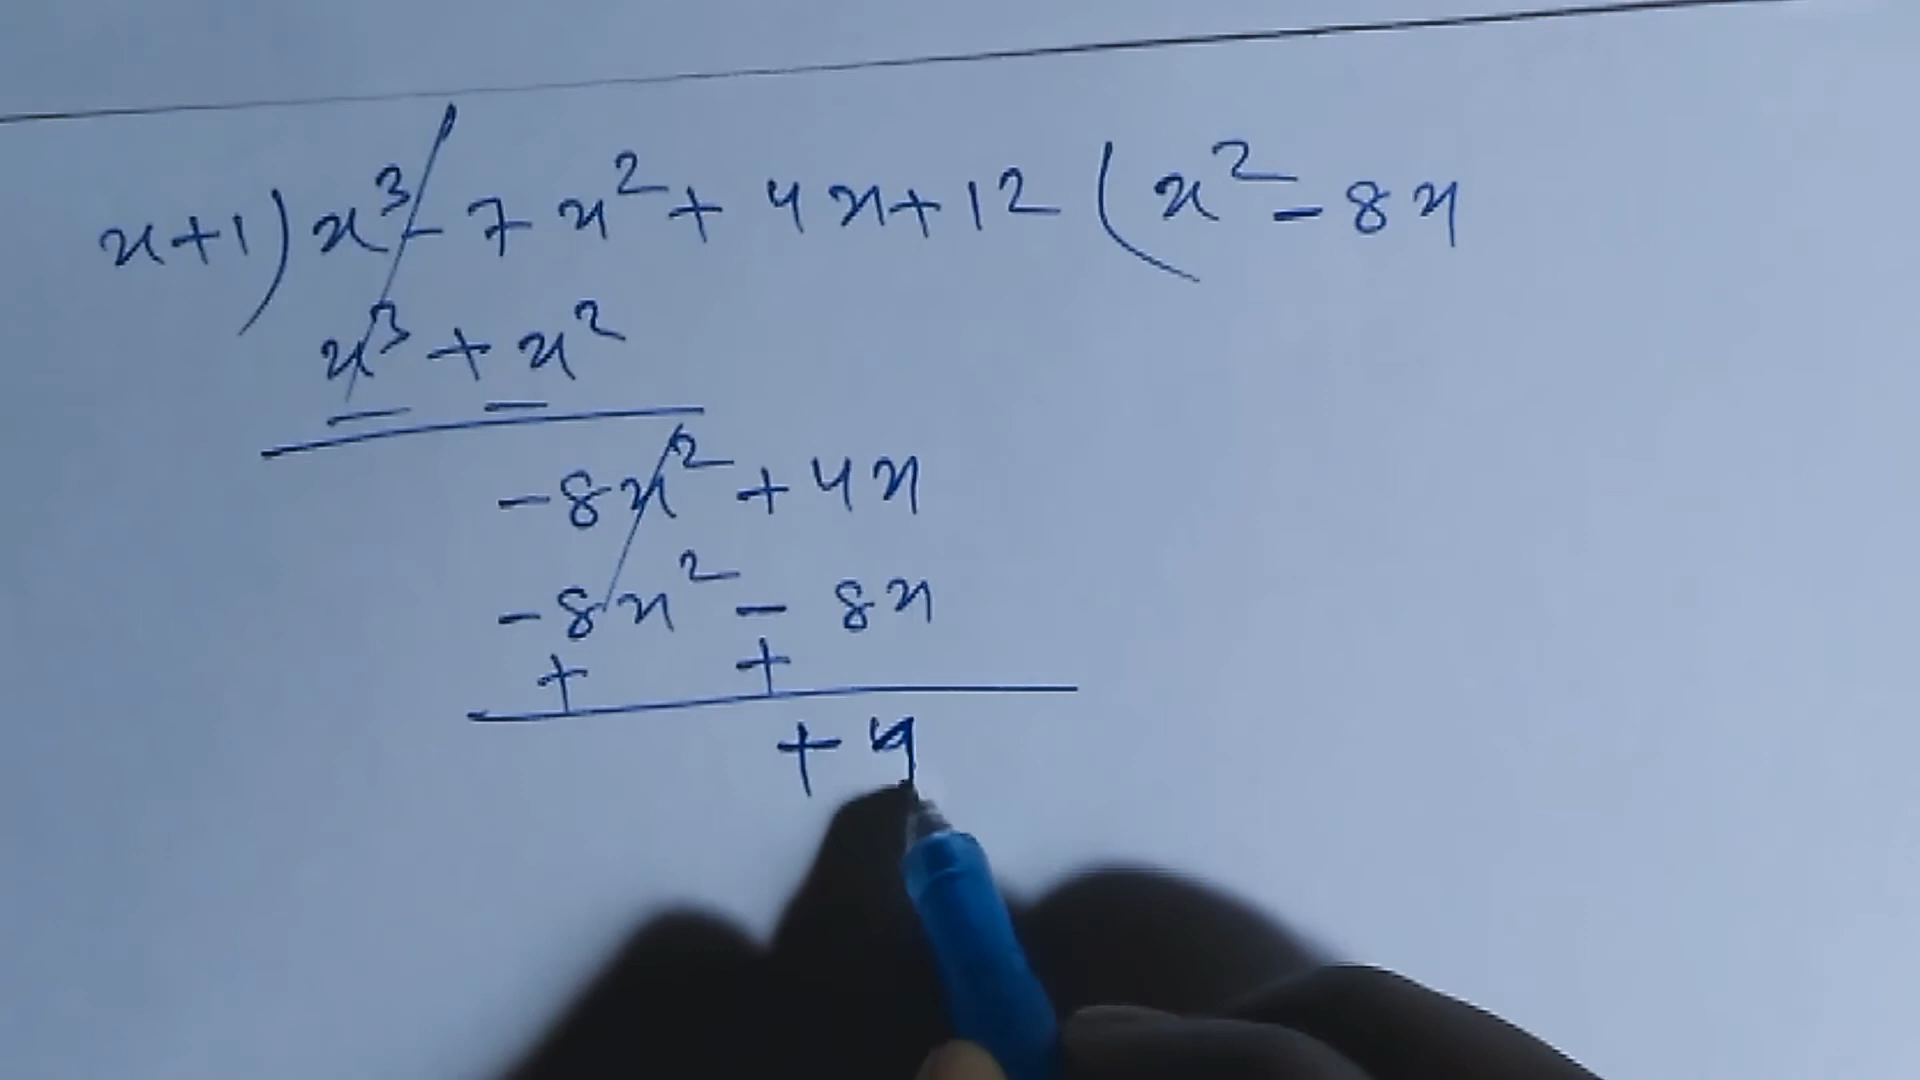 x+1) x³ - 7x² + 4x + 12 ( x² - 8x
x³ + x²
— —
-8x² + 4x
-8x² - 8x
+ +
+ 4